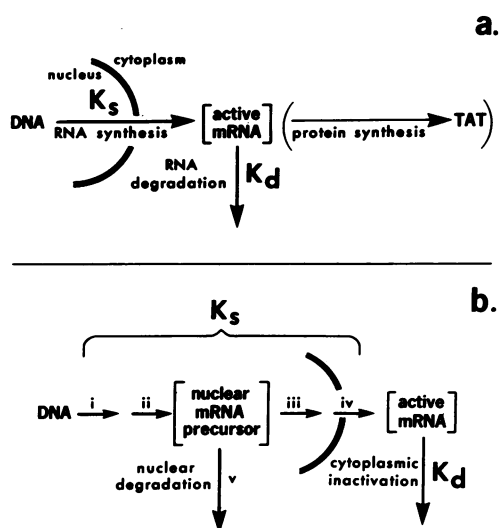 a.
nucleus
cytoplasm
Ks
DNA
RNA synthesis
[active
mRNA]
(protein synthesis
TAT)
RNA
degradation
Kd
b.
Ks
DNA
i
ii
[nuclear
mRNA
precursor]
iii
iv
[active
mRNA]
nuclear
degradation
v
cytoplasmic
inactivation
Kd